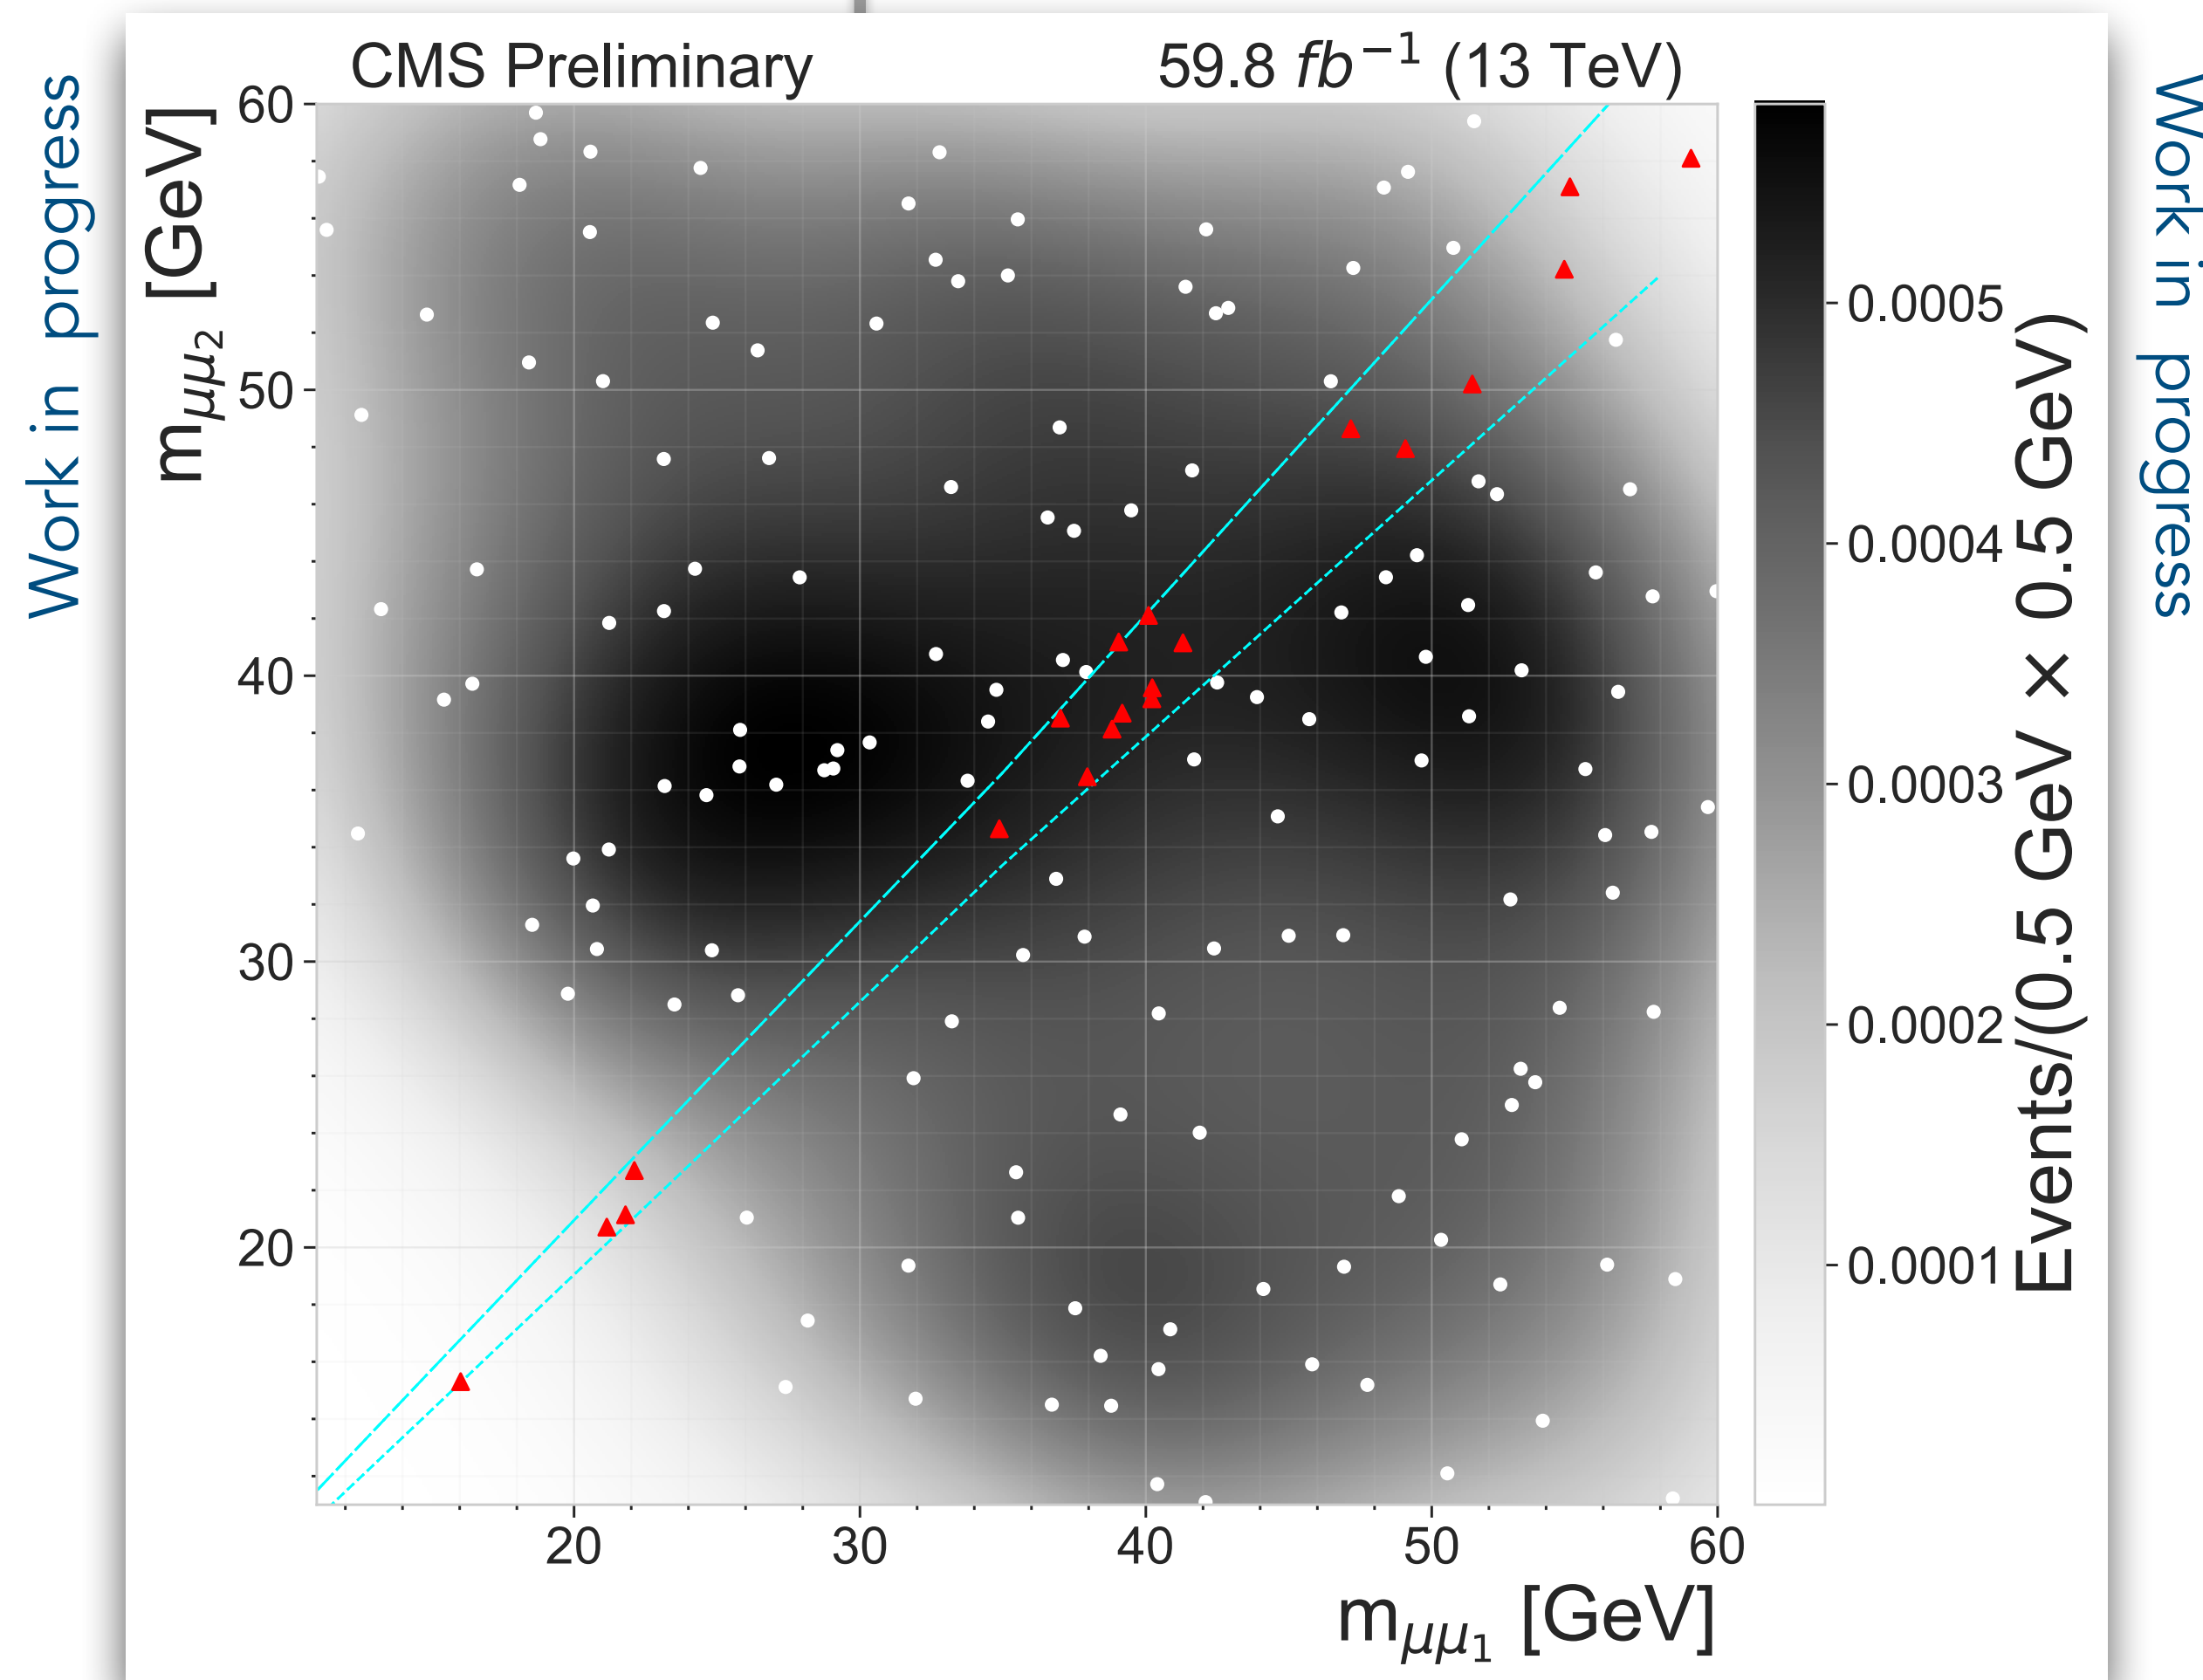 Work in progress
CMS Preliminary
59.8 fb⁻¹ (13 TeV)
m_μμ₂ [GeV]
60
50
40
30
20
20
30
40
50
60
m_μμ₁ [GeV]
0.0005
0.0004
0.0003
0.0002
0.0001
Events/(0.5 GeV × 0.5 GeV)
Work in progress